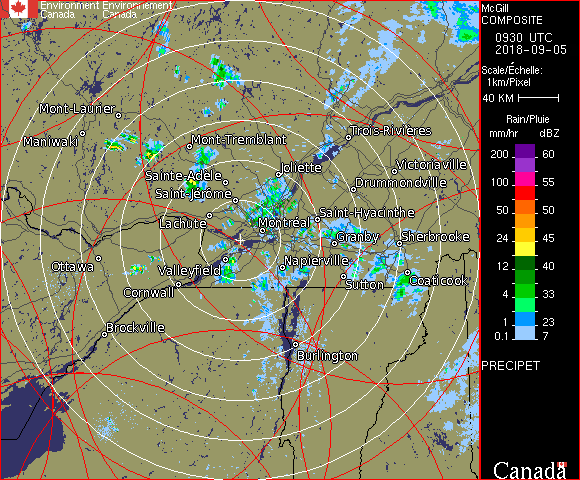 Environment Environnement
Canada Canada
McGill
COMPOSITE
0930 UTC
2018-09-05
Scale/Échelle:
1km/Pixel
40 KM
Rain/Pluie
mm/hr dBZ
200 60
100 55
50 50
24 45
12 40
4 33
1 23
0.1 7
PRECIPET
Canada
Mont-Laurier
Maniwaki
Mont-Tremblant
Trois-Rivières
Sainte-Adele
Joliette
Victoriaville
Saint-Jerome
Drummondville
Lachute
Montréal
Saint-Hyacinthe
Granby
Sherbrooke
Ottawa
Valleyfield
Napierville
Cornwall
Sutton
Coaticook
Brockville
Burlington